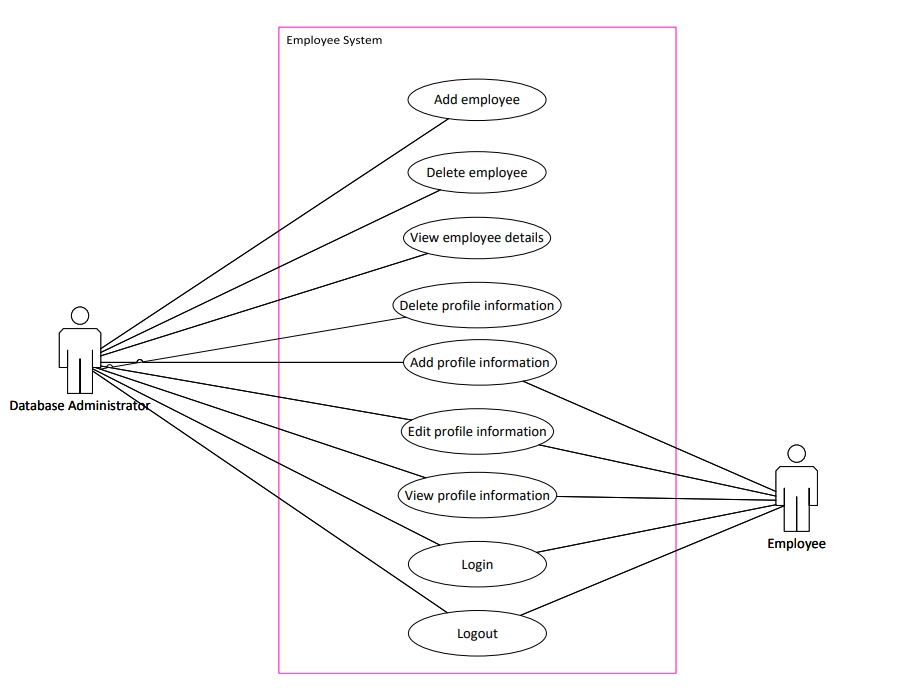 Employee System
Add employee
Delete employee
View employee details
Delete profile information
Add profile information
Database Administrator
Edit profile information
View profile information
Employee
Login
Logout